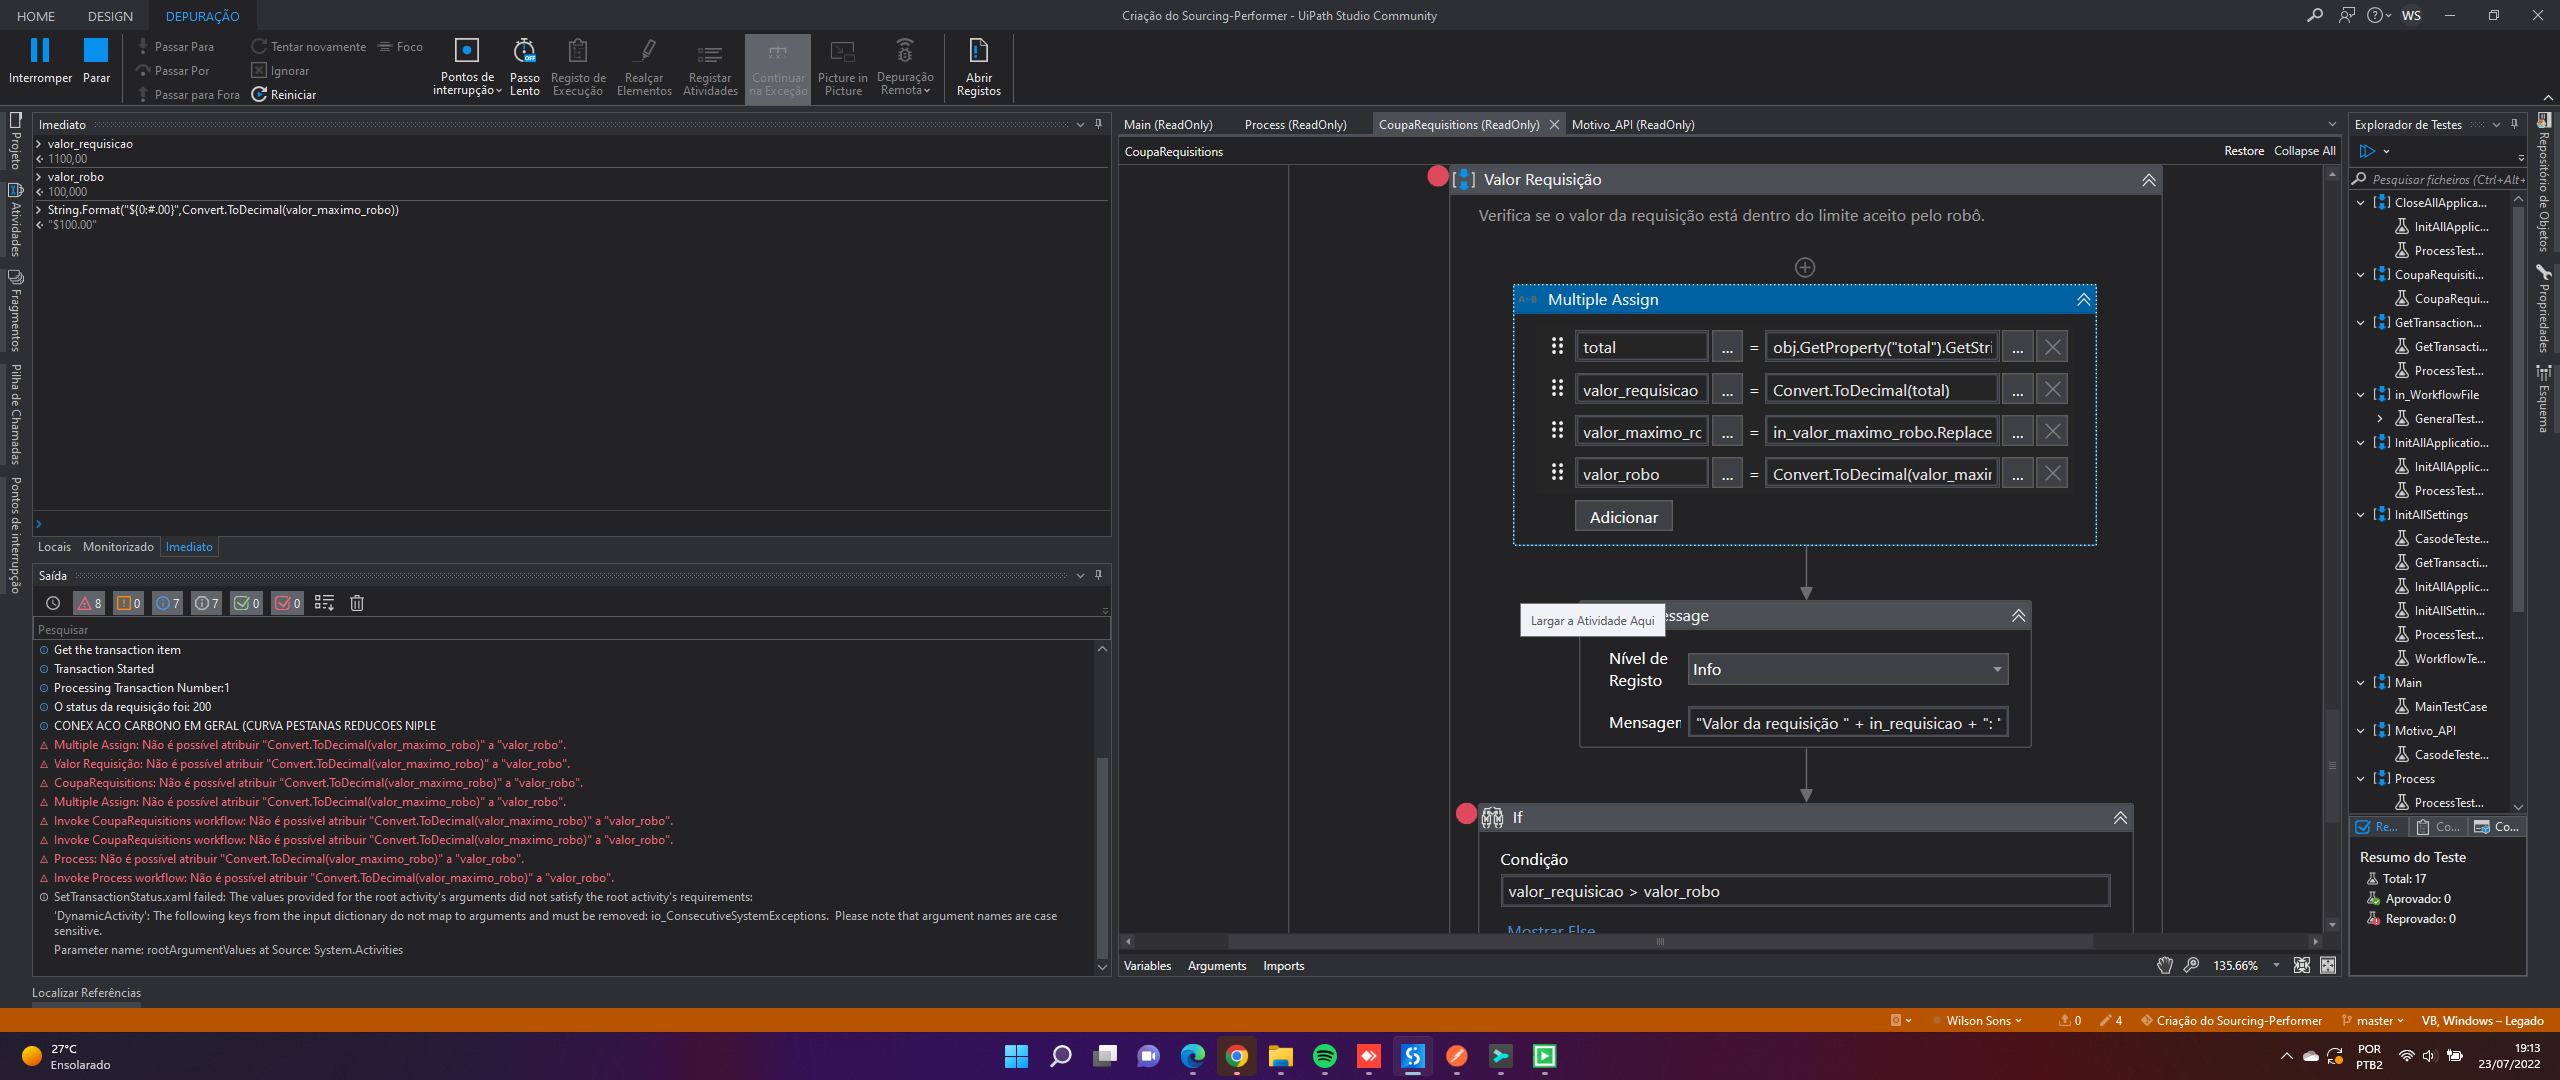 HOME DESIGN DEPURAÇÃO
Criação do Sourcing-Performer - UiPath Studio Community
WS
Interromper
Parar
Passar Para
Passar Por
Passar para Fora
Tentar novamente
Ignorar
Reiniciar
Foco
Pontos de interrupção
Passo Lento
Registo de Execução
Realçar Elementos
Registar Atividades
Continuar na Exceção
Picture in Picture
Depuração Remota
Abrir Registos
Projeto
Atividades
Fragmentos
Pilha de Chamadas
Pontos de interrupção
Imediato
valor_requisicao
1100,00
valor_robo
100,000
String.Format("${0:#.00}",Convert.ToDecimal(valor_maximo_robo))
"$100.00"
Locais Monitorizado Imediato
Saída
8 0 7 7 0 0
Pesquisar
Get the transaction item
Transaction Started
Processing Transaction Number:1
O status da requisição foi: 200
CONEX ACO CARBONO EM GERAL (CURVA PESTANAS REDUCOES NIPLE
Multiple Assign: Não é possível atribuir "Convert.ToDecimal(valor_maximo_robo)" a "valor_robo".
Valor Requisição: Não é possível atribuir "Convert.ToDecimal(valor_maximo_robo)" a "valor_robo".
CoupaRequisitions: Não é possível atribuir "Convert.ToDecimal(valor_maximo_robo)" a "valor_robo".
Multiple Assign: Não é possível atribuir "Convert.ToDecimal(valor_maximo_robo)" a "valor_robo".
Invoke CoupaRequisitions workflow: Não é possível atribuir "Convert.ToDecimal(valor_maximo_robo)" a "valor_robo".
Invoke CoupaRequisitions workflow: Não é possível atribuir "Convert.ToDecimal(valor_maximo_robo)" a "valor_robo".
Process: Não é possível atribuir "Convert.ToDecimal(valor_maximo_robo)" a "valor_robo".
Invoke Process workflow: Não é possível atribuir "Convert.ToDecimal(valor_maximo_robo)" a "valor_robo".
SetTransactionStatus.xaml failed: The values provided for the root activity's arguments did not satisfy the root activity's requirements:
'DynamicActivity': The following keys from the input dictionary do not map to arguments and must be removed: io_ConsecutiveSystemExceptions.  Please note that argument names are case
sensitive.
Parameter name: rootArgumentValues at Source: System.Activities
Localizar Referências
Main (ReadOnly) Process (ReadOnly) CoupaRequisitions (ReadOnly) Motivo_API (ReadOnly)
CoupaRequisitions
Restore Collapse All
Valor Requisição
Verifica se o valor da requisição está dentro do limite aceito pelo robô.
A←B Multiple Assign
total ... = obj.GetProperty("total").GetStri ...
valor_requisicao ... = Convert.ToDecimal(total) ...
valor_maximo_rc ... = in_valor_maximo_robo.Replace ...
valor_robo ... = Convert.ToDecimal(valor_maxir ...
Adicionar
Largar a Atividade Aqui
essage
Nível de Registo
Info
Mensagem
"Valor da requisição " + in_requisicao + ": "
If
Condição
valor_requisicao > valor_robo
Mostrar Else
Variables Arguments Imports
135.66%
Explorador de Testes
Pesquisar ficheiros (Ctrl+Alt+
CloseAllApplica...
InitAllApplic...
ProcessTest...
CoupaRequisiti...
CoupaRequi...
GetTransaction...
GetTransacti...
ProcessTest...
in_WorkflowFile
GeneralTest...
InitAllApplicatio...
InitAllApplic...
ProcessTest...
InitAllSettings
CasodeTeste...
GetTransacti...
InitAllApplic...
InitAllSettin...
ProcessTest...
WorkflowTe...
Main
MainTestCase
Motivo_API
CasodeTeste...
Process
ProcessTest...
Re... Co... Co...
Resumo do Teste
Total: 17
Aprovado: 0
Reprovado: 0
Repositório de Objetos
Propriedades
Esquema
Wilson Sons
0
4
Criação do Sourcing-Performer
master
VB, Windows – Legado
27°C
Ensolarado
POR
PTB2
19:13
23/07/2022